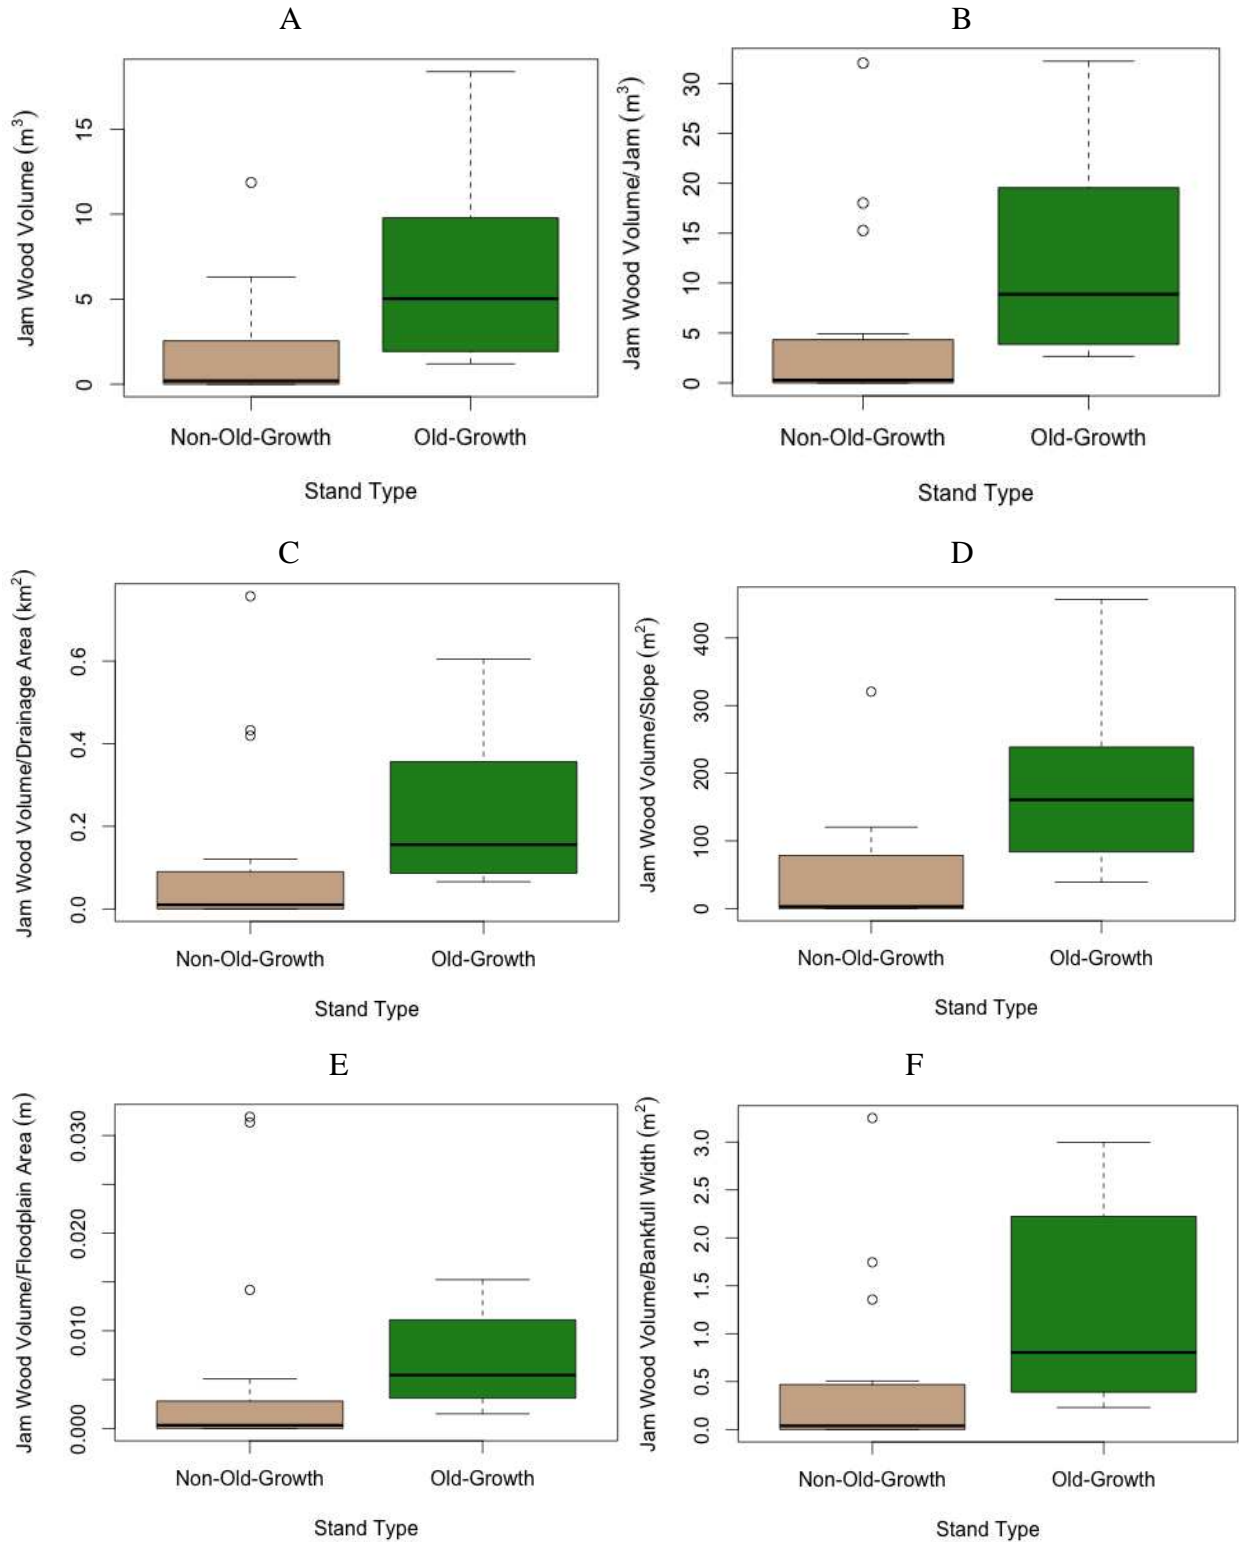 A
Jam Wood Volume (m³)
15
10
5
0
Non-Old-Growth Old-Growth
Stand Type
B
Jam Wood Volume/Jam (m³)
30
25
20
15
10
5
0
Non-Old-Growth Old-Growth
Stand Type
C
Jam Wood Volume/Drainage Area (km²)
0.6
0.4
0.2
0.0
Non-Old-Growth Old-Growth
Stand Type
D
Jam Wood Volume/Slope (m²)
400
300
200
100
0
Non-Old-Growth Old-Growth
Stand Type
E
Jam Wood Volume/Floodplain Area (m)
0.030
0.020
0.010
0.000
Non-Old-Growth Old-Growth
Stand Type
F
Jam Wood Volume/Bankfull Width (m²)
3.0
2.5
2.0
1.5
1.0
0.5
0.0
Non-Old-Growth Old-Growth
Stand Type